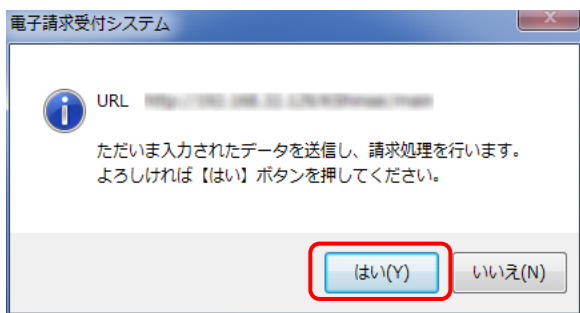 電子請求受付システム
URL
ただいま入力されたデータを送信し、請求処理を行います。
よろしければ【はい】ボタンを押してください。
はい(Y)
いいえ(N)